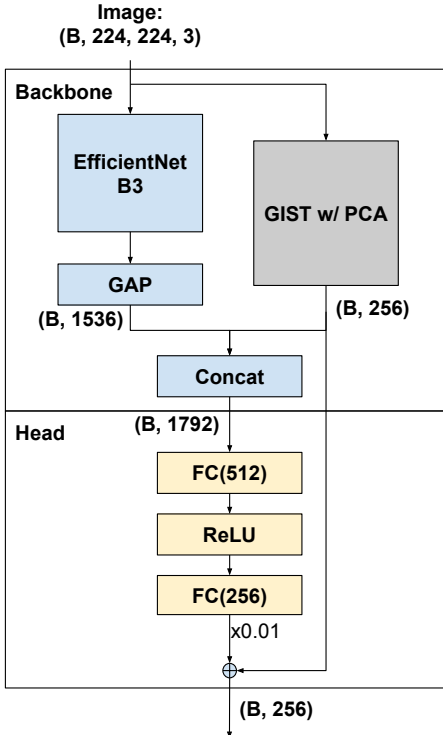 Image:
(B, 224, 224, 3)
Backbone
EfficientNet
B3
GIST w/ PCA
GAP
(B, 1536)
(B, 256)
Concat
Head
(B, 1792)
FC(512)
ReLU
FC(256)
x0.01
(B, 256)